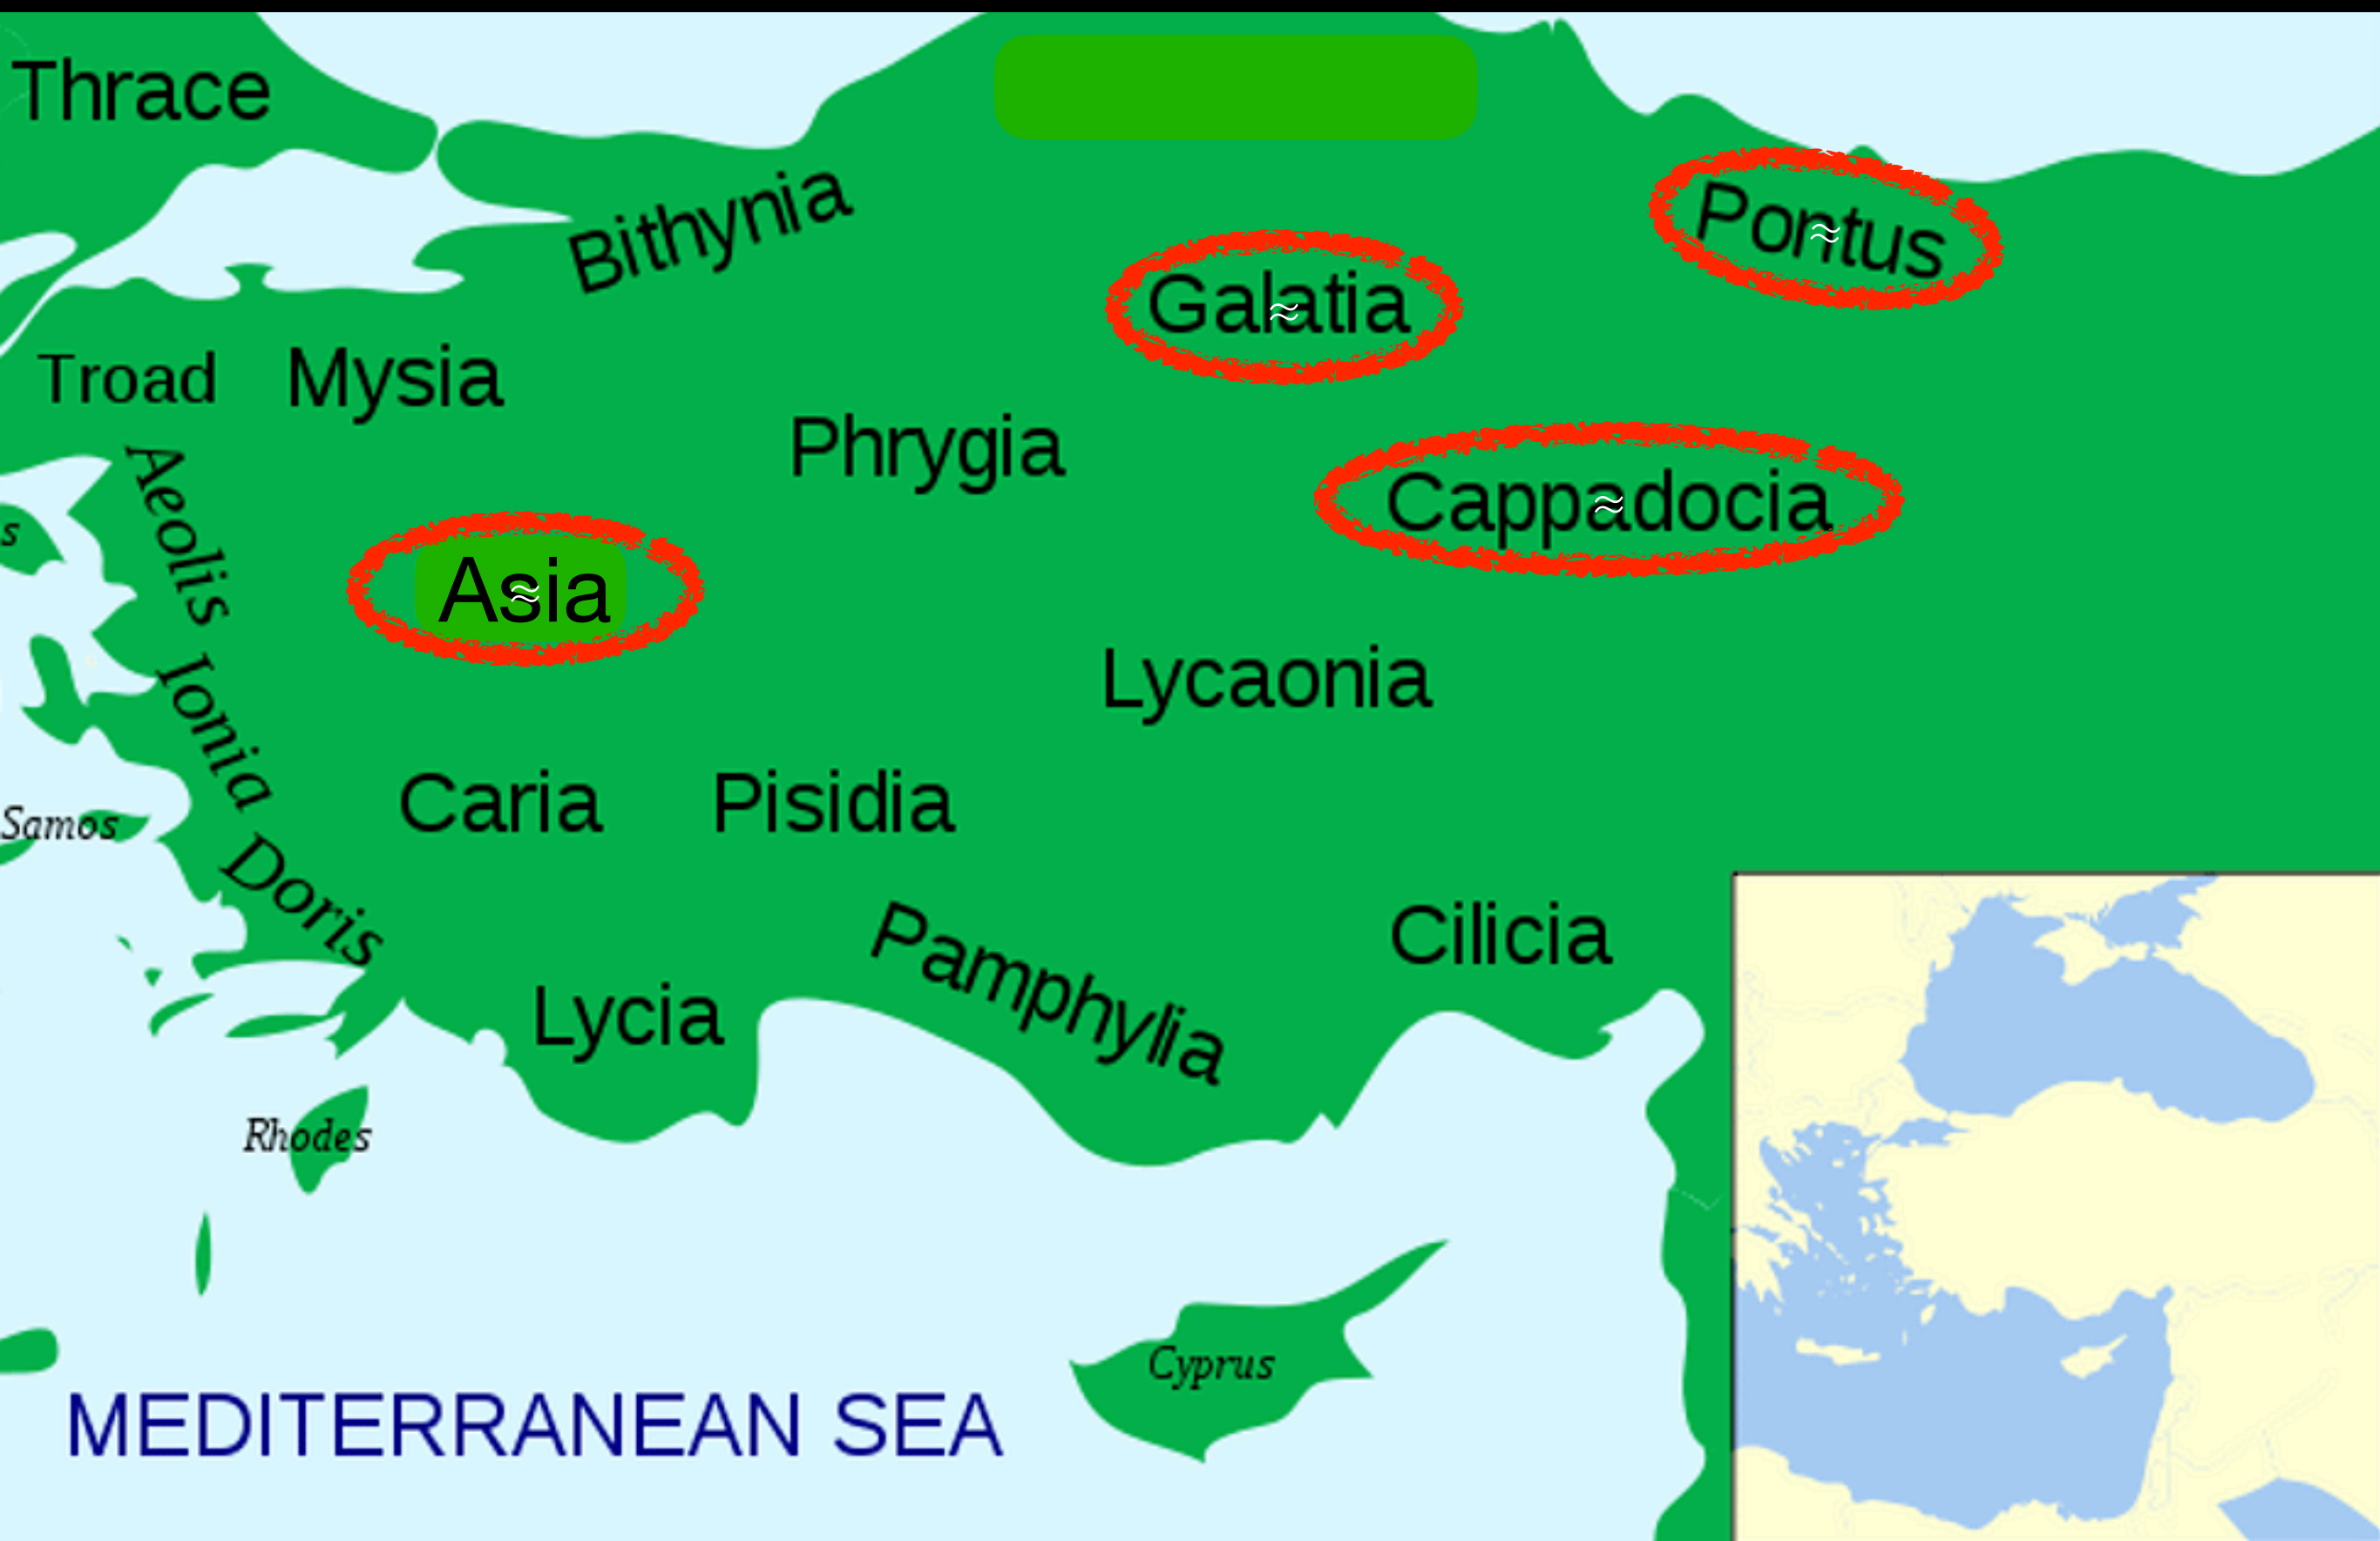 Thrace
Bithynia
Pontus
Galatia
Troad
Mysia
Phrygia
Aeolis
Cappadocia
s
Asia
Ionia
Lycaonia
Caria
Pisidia
Samos
Doris
Pamphylia
Cilicia
Lycia
Rhodes
Cyprus
MEDITERRANEAN SEA